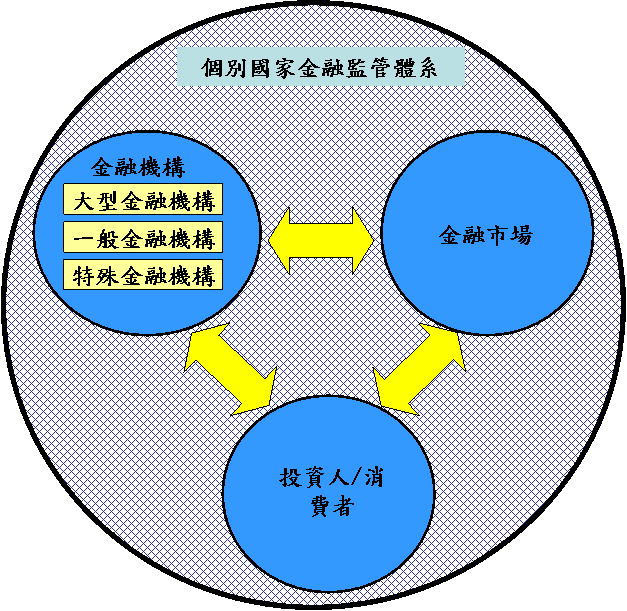 個別國家金融監管體系
金融機構
大型金融機構
一般金融機構
特殊金融機構
金融市場
投資人/消
費者